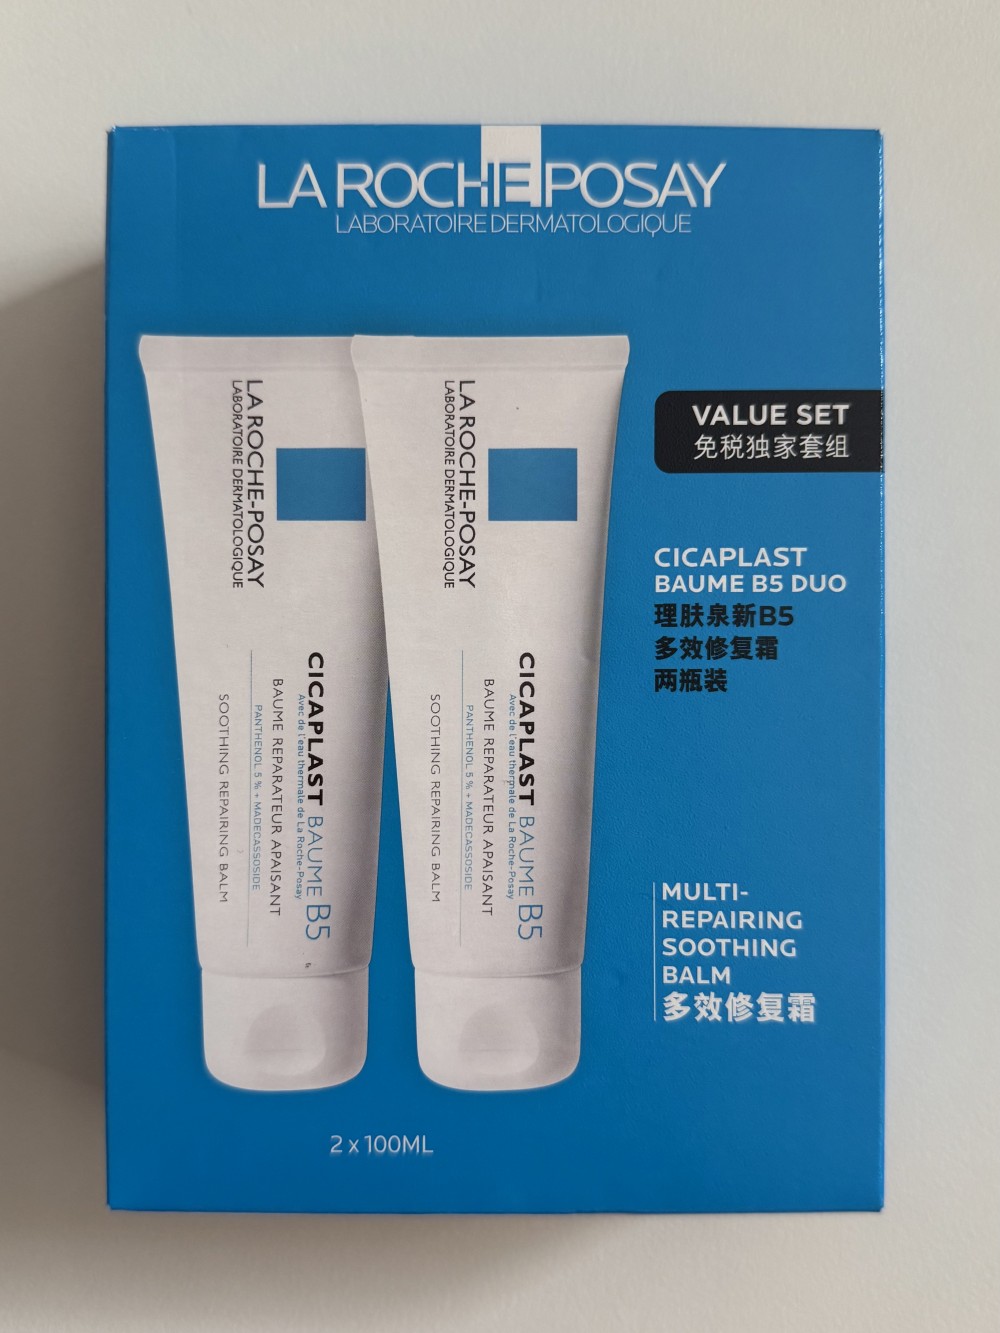 LA ROCHE POSAY
LABORATOIRE DERMATOLOGIQUE
LA ROCHE-POSAY
LABORATOIRE DERMATOLOGIQUE
CICAPLAST BAUME B5
Avec de l'eau thermale de La Roche-Posay
BAUME REPARATEUR APAISANT
PANTHENOL 5 % + MADECASSOSIDE
SOOTHING REPAIRING BALM
LA ROCHE-POSAY
LABORATOIRE DERMATOLOGIQUE
CICAPLAST BAUME B5
Avec de l'eau thermale de La Roche-Posay
BAUME REPARATEUR APAISANT
PANTHENOL 5 % + MADECASSOSIDE
SOOTHING REPAIRING BALM
VALUE SET
免税独家套组
CICAPLAST
BAUME B5 DUO
理肤泉新B5
多效修复霜
两瓶装
MULTI-
REPAIRING
SOOTHING
BALM
多效修复霜
2 x 100ML